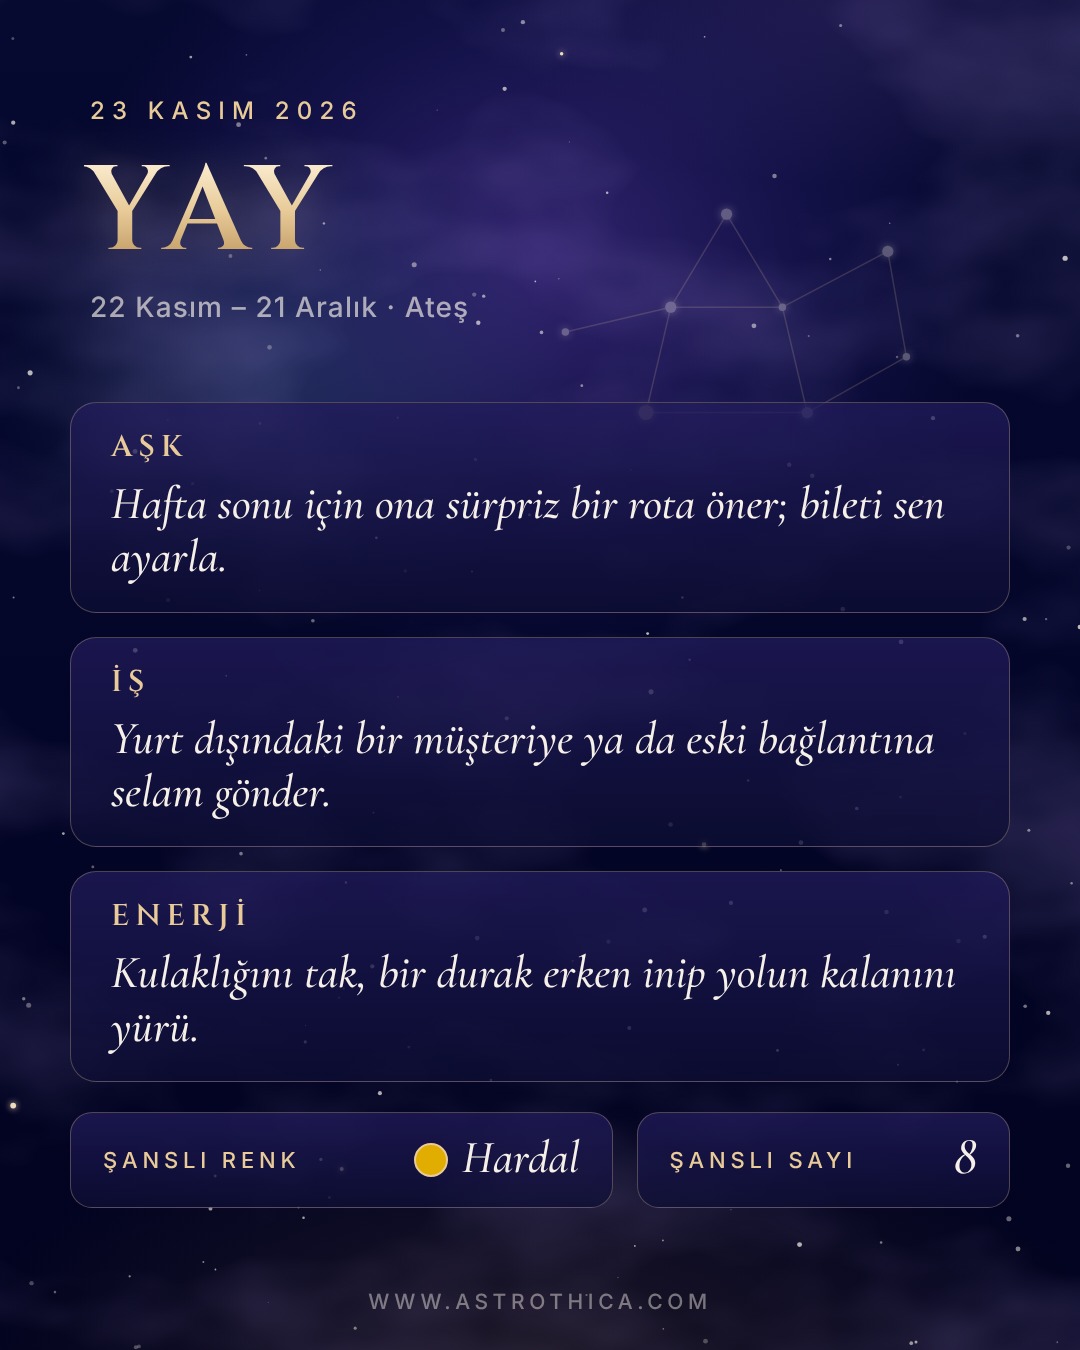 23 KASIM 2026
YAY
22 Kasım – 21 Aralık · Ateş
AŞK
Hafta sonu için ona sürpriz bir rota öner; bileti sen
ayarla.
İŞ
Yurt dışındaki bir müşteriye ya da eski bağlantına
selam gönder.
ENERJİ
Kulaklığını tak, bir durak erken inip yolun kalanını
yürü.
ŞANSLI RENK Hardal
ŞANSLI SAYI 8
WWW.ASTROTHICA.COM